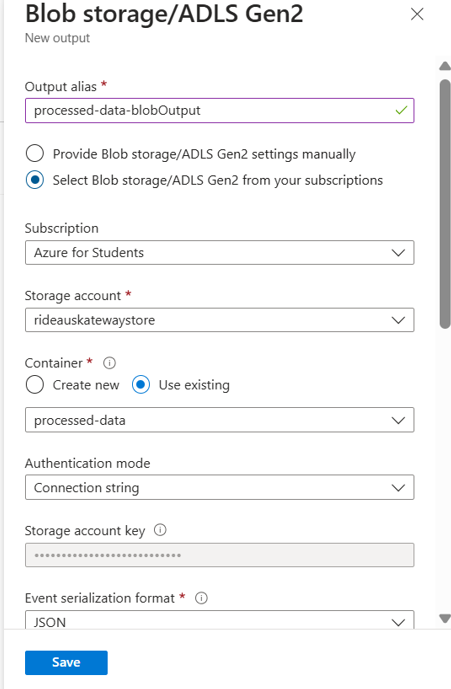 Blob storage/ADLS Gen2
New output
Output alias *
processed-data-blobOutput
Provide Blob storage/ADLS Gen2 settings manually
Select Blob storage/ADLS Gen2 from your subscriptions
Subscription
Azure for Students
Storage account *
rideauskatewaystore
Container *
Create new Use existing
processed-data
Authentication mode
Connection string
Storage account key
••••••••••••••••••••••••••••
Event serialization format *
JSON
Save